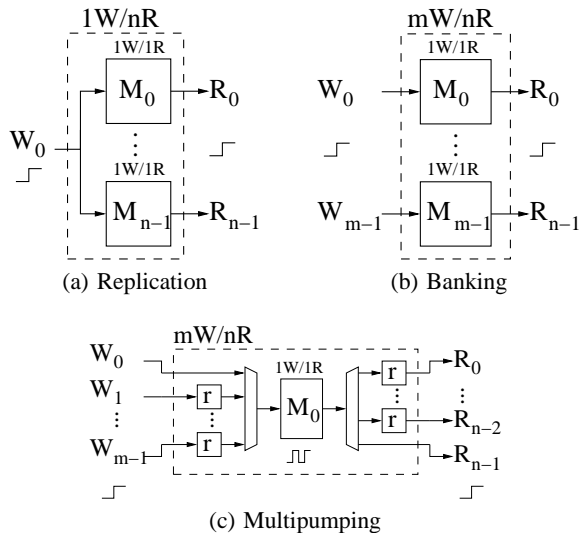 1W/nR
1W/1R
W₀ M₀ R₀
⋮
1W/1R
Mₙ₋₁ Rₙ₋₁
(a) Replication
mW/nR
1W/1R
W₀ M₀ R₀
⋮
1W/1R
Wₘ₋₁ Mₘ₋₁ Rₙ₋₁
(b) Banking
mW/nR
W₀ 1W/1R r R₀
W₁ r M₀ ⋮
⋮ ⋮ r Rₙ₋₂
Wₘ₋₁ r Rₙ₋₁
(c) Multipumping